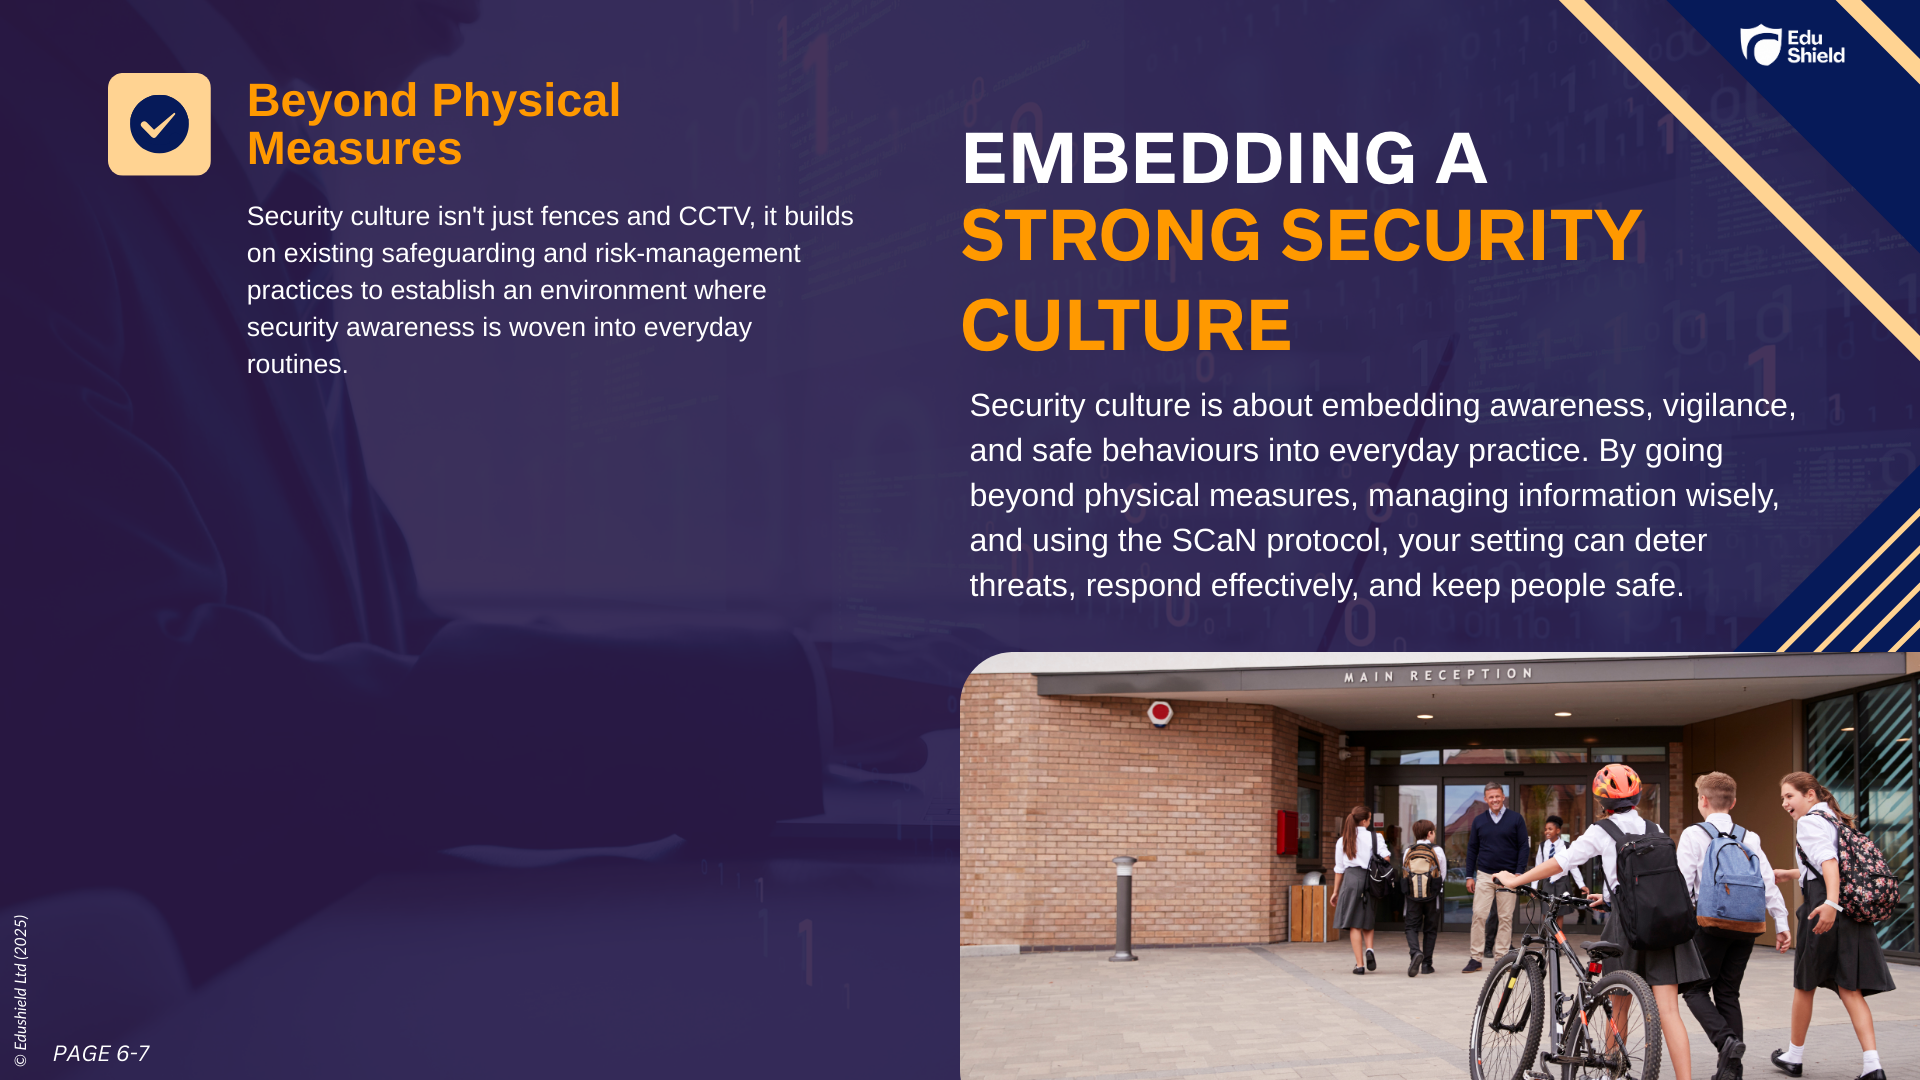 Edu
Shield
Beyond Physical
Measures
Security culture isn't just fences and CCTV, it builds
on existing safeguarding and risk-management
practices to establish an environment where
security awareness is woven into everyday
routines.
EMBEDDING A
STRONG SECURITY
CULTURE
Security culture is about embedding awareness, vigilance,
and safe behaviours into everyday practice. By going
beyond physical measures, managing information wisely,
and using the SCaN protocol, your setting can deter
threats, respond effectively, and keep people safe.
MAIN RECEPTION
© Edushield Ltd (2025)
PAGE 6-7